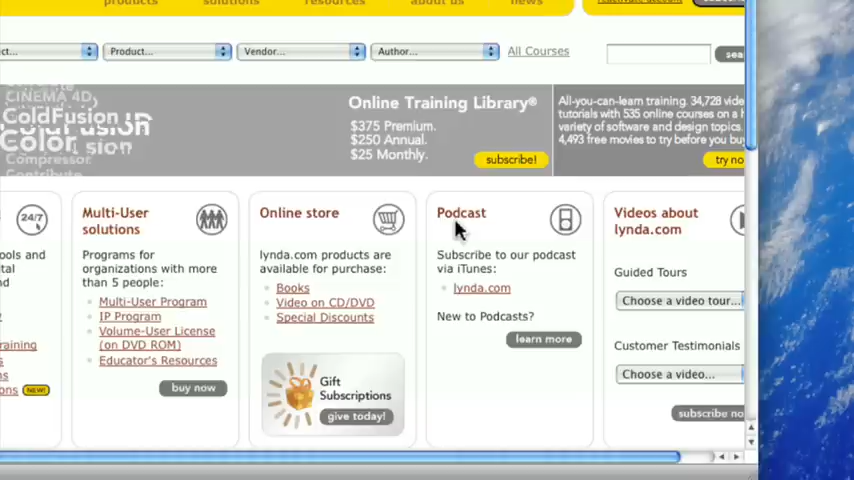 products solutions resources about us news
Product... Vendor... Author... All Courses
CINEMA 4D
ColdFusion
Color
Compressor
Contribute
Online Training Library®
$375 Premium.
$250 Annual.
$25 Monthly.
subscribe!
All-you-can-learn training. 34,728 vide
tutorials with 535 online courses on a
variety of software and design topics.
4,493 free movies to try before you bu
try no
24/7
Multi-User
solutions
Programs for
organizations with more
than 5 people:
Multi-User Program
IP Program
Volume-User License
(on DVD ROM)
Educator's Resources
buy now
NEW!
Online store
lynda.com products are
available for purchase:
Books
Video on CD/DVD
Special Discounts
Gift
Subscriptions
give today!
Podcast
Subscribe to our podcast
via iTunes:
lynda.com
New to Podcasts?
learn more
Videos about
lynda.com
Guided Tours
Choose a video tour...
Customer Testimonials
Choose a video...
subscribe no